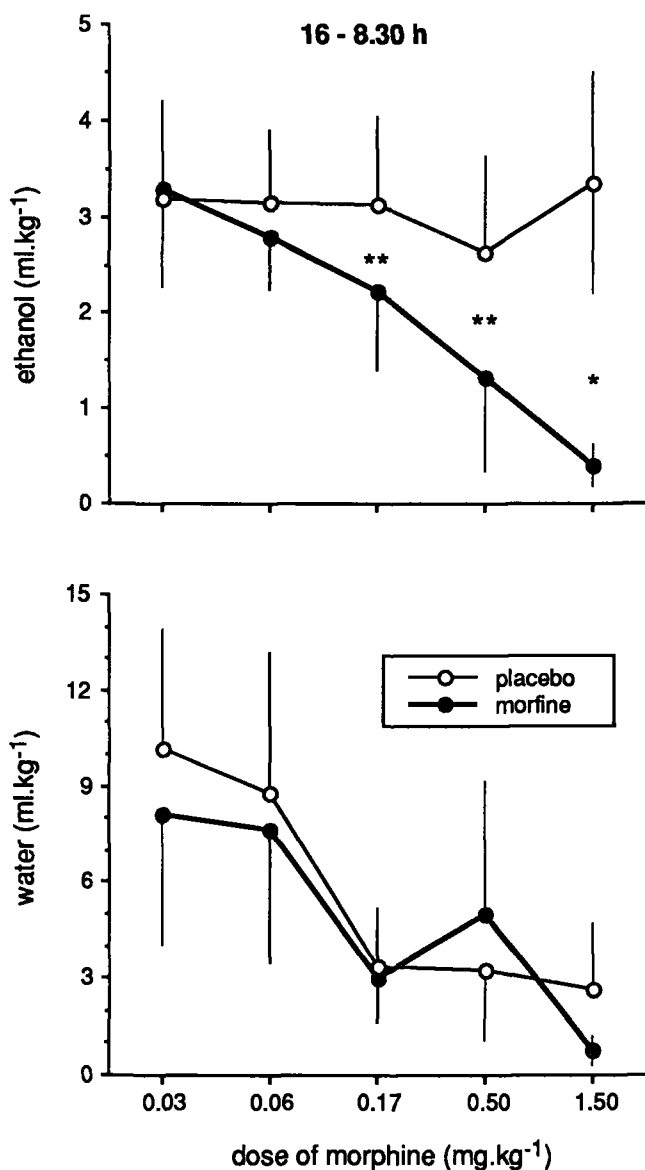 16 - 8.30 h
ethanol (ml.kg⁻¹)
5
4
3
2
1
0
**
**
*
water (ml.kg⁻¹)
15
12
9
6
3
0
placebo
morfine
0.03 0.06 0.17 0.50 1.50
dose of morphine (mg.kg⁻¹)